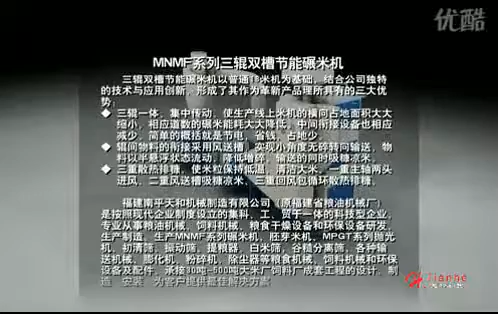 优酷
MNMF系列三辊双槽节能碾米机
三辊双槽节能碾米机以普通18米机为基础，结合公司独特
的技术与应用创新，形成了其作为革新产品理所具有的三大优
势：
◆ 三辊一体，集中传动，使生产线上米机的横向占地面积大大
缩小，相应道数的碾米能耗大大降低，中间衔接设备也相应
减少，简单的概括就是节电、省钱、占地少。
◆ 辊间物料的衔接采用风送槽，实现小角度无碎转向输送，物
料以半悬浮状态流动，降低增碎，输送的同时吸糠凉米。
◆ 三重散热排糠，使米粒保持低温，清洁大米。一重主轴两头
进风，二重风送槽吸糠凉米，三重回风包循环散热排糠。
福建南平天和机械制造有限公司（原福建省粮油机械厂）
是按照现代企业制度设立的集科、工、贸于一体的科技型企业，
专业从事粮油机械、饲料机械、粮食干燥设备和环保设备研发、
生产制造。生产MNMF系列碾米机、胚芽米机、MPGT系列抛光
机，初清筛、振动筛、提粮器、白米筛、谷糙分离筛、各种输
送机械、膨化机、粉碎机、除尘器等粮食机械、饲料机械和环保
设备及配件，承接30吨-500吨大米厂饲料厂成套工程的设计、制
造、安装，为客户提供最佳解决方案
Tianhe